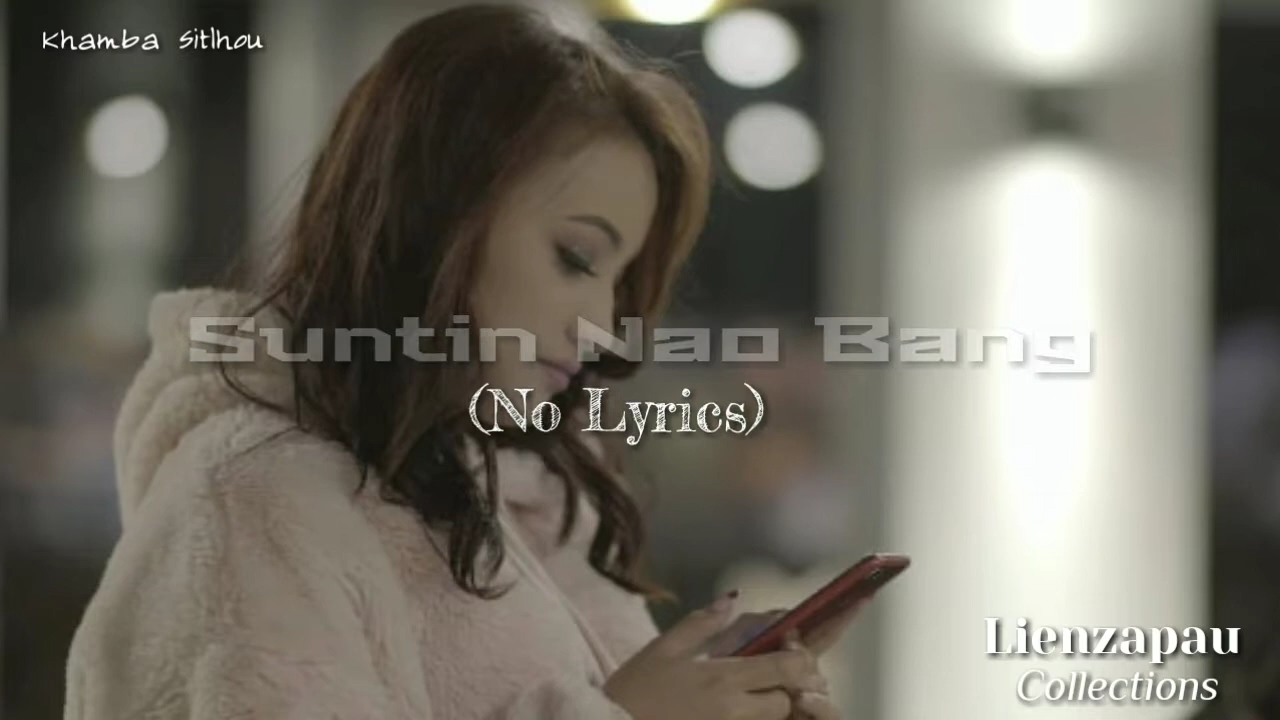 Khamba Sitlhou
Suntin Nao Bang
(No Lyrics)
Lienzapau
Collections